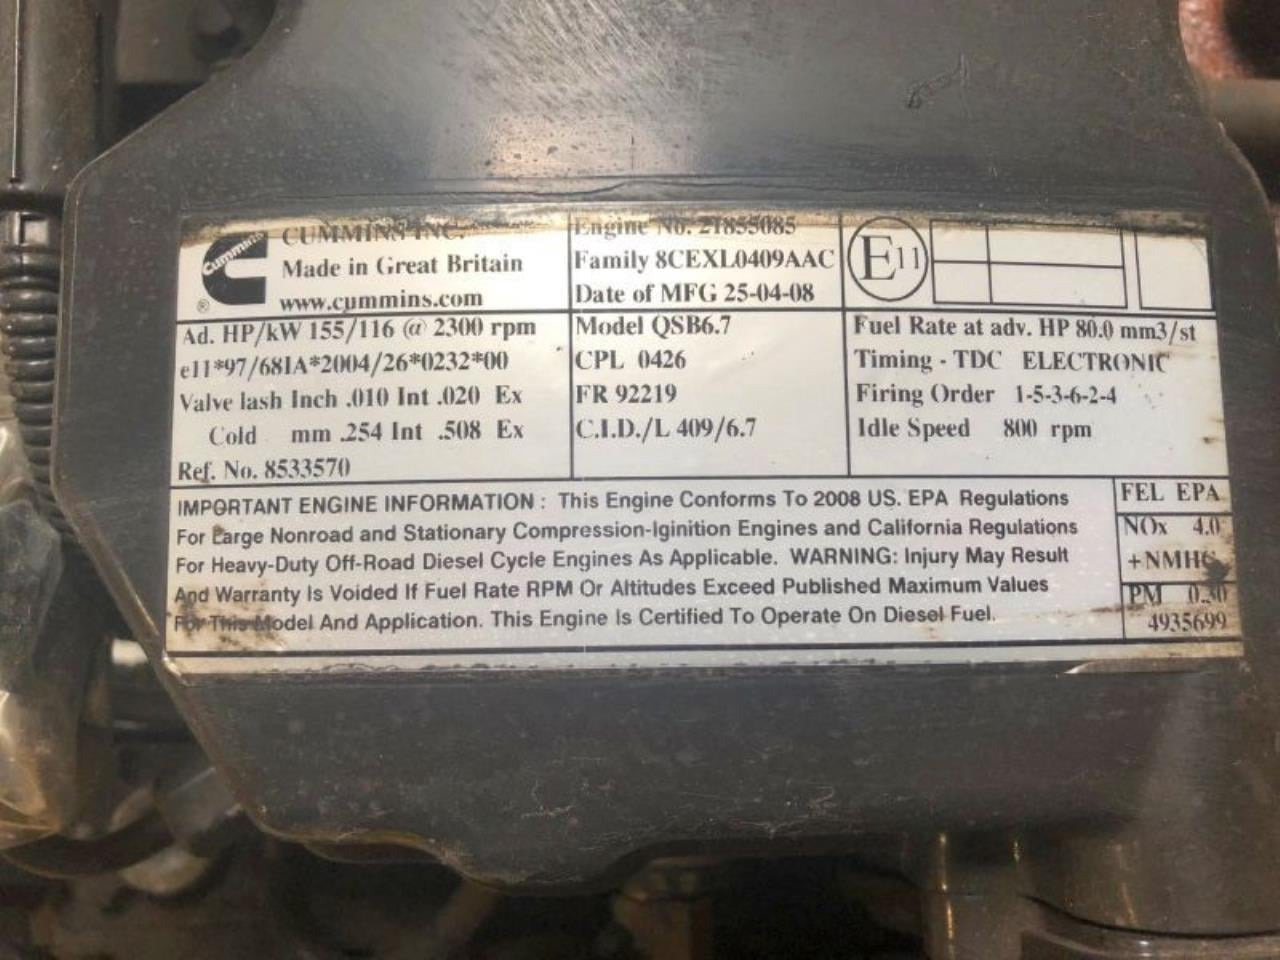 Cummins
®
CUMMINS INC.
Made in Great Britain
www.cummins.com
Engine No. 21855085
Family 8CEXL0409AAC
Date of MFG 25-04-08
E11
Ad. HP/kW 155/116 @ 2300 rpm
e11*97/681A*2004/26*0232*00
Valve lash Inch .010 Int .020 Ex
Cold mm .254 Int .508 Ex
Ref. No. 8533570
Model QSB6.7
CPL 0426
FR 92219
C.I.D./L 409/6.7
Fuel Rate at adv. HP 80.0 mm3/st
Timing - TDC ELECTRONIC
Firing Order 1-5-3-6-2-4
Idle Speed 800 rpm
IMPORTANT ENGINE INFORMATION : This Engine Conforms To 2008 US. EPA Regulations
For Large Nonroad and Stationary Compression-Iginition Engines and California Regulations
For Heavy-Duty Off-Road Diesel Cycle Engines As Applicable. WARNING: Injury May Result
And Warranty Is Voided If Fuel Rate RPM Or Altitudes Exceed Published Maximum Values
For This Model And Application. This Engine Is Certified To Operate On Diesel Fuel.
FEL EPA
NOx 4.0
+NMHC
PM 0.30
4935699